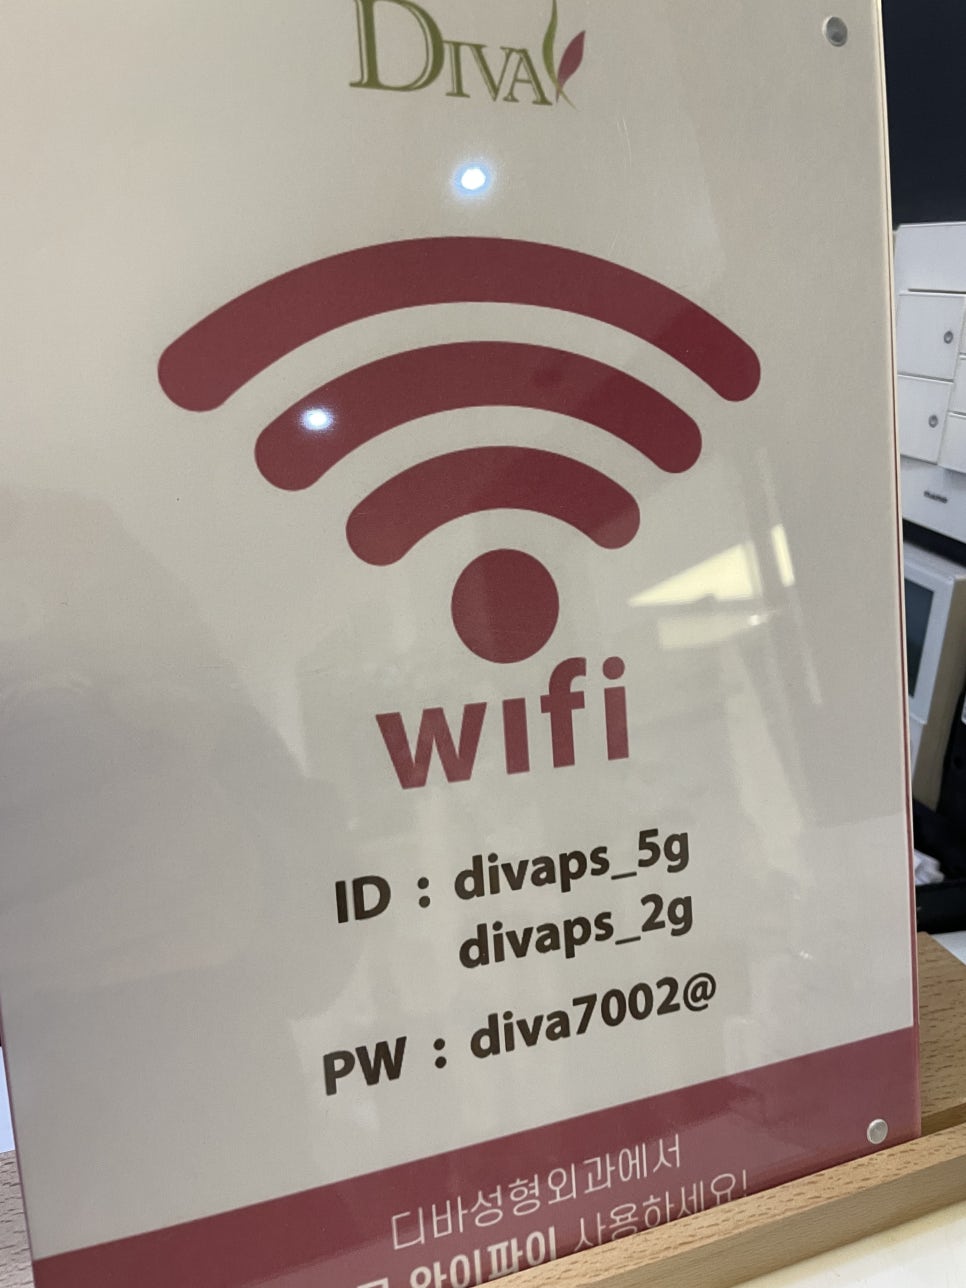 DIVA
wifi
ID : divaps_5g
divaps_2g
PW : diva7002@
디바성형외과에서
와이파이 사용하세요!
nano